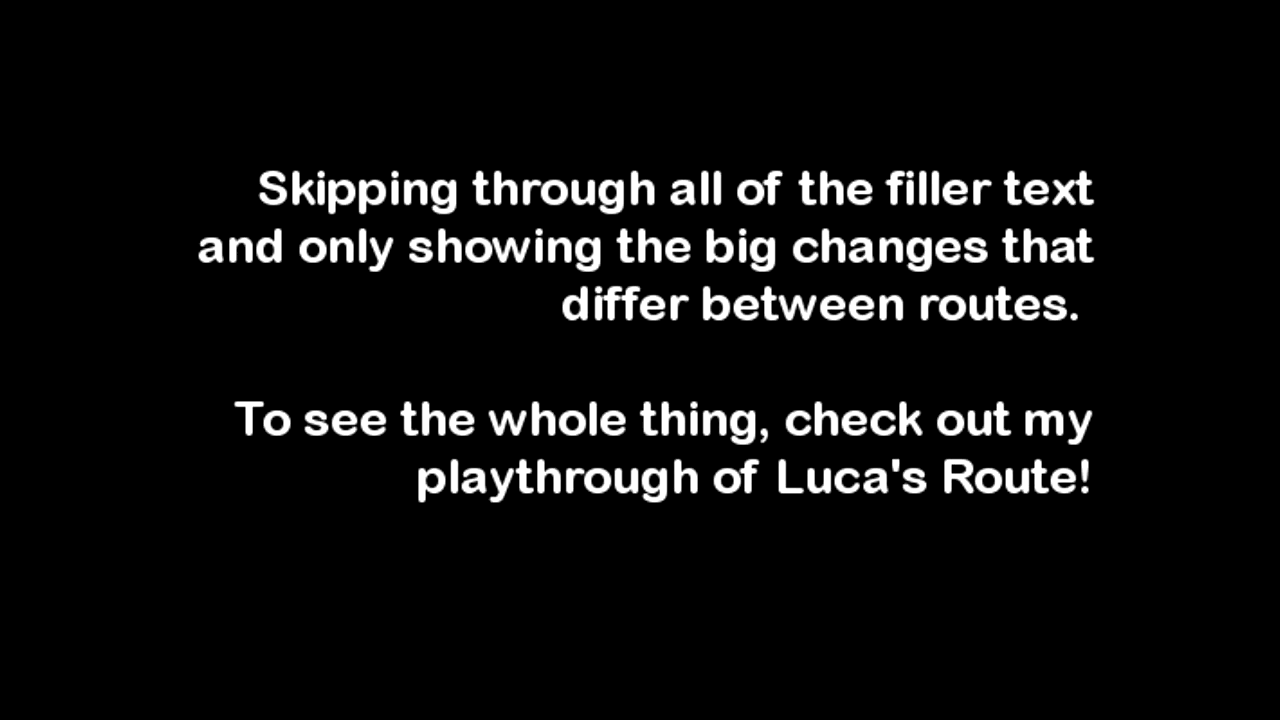 Skipping through all of the filler text
and only showing the big changes that
differ between routes.
To see the whole thing, check out my
playthrough of Luca's Route!